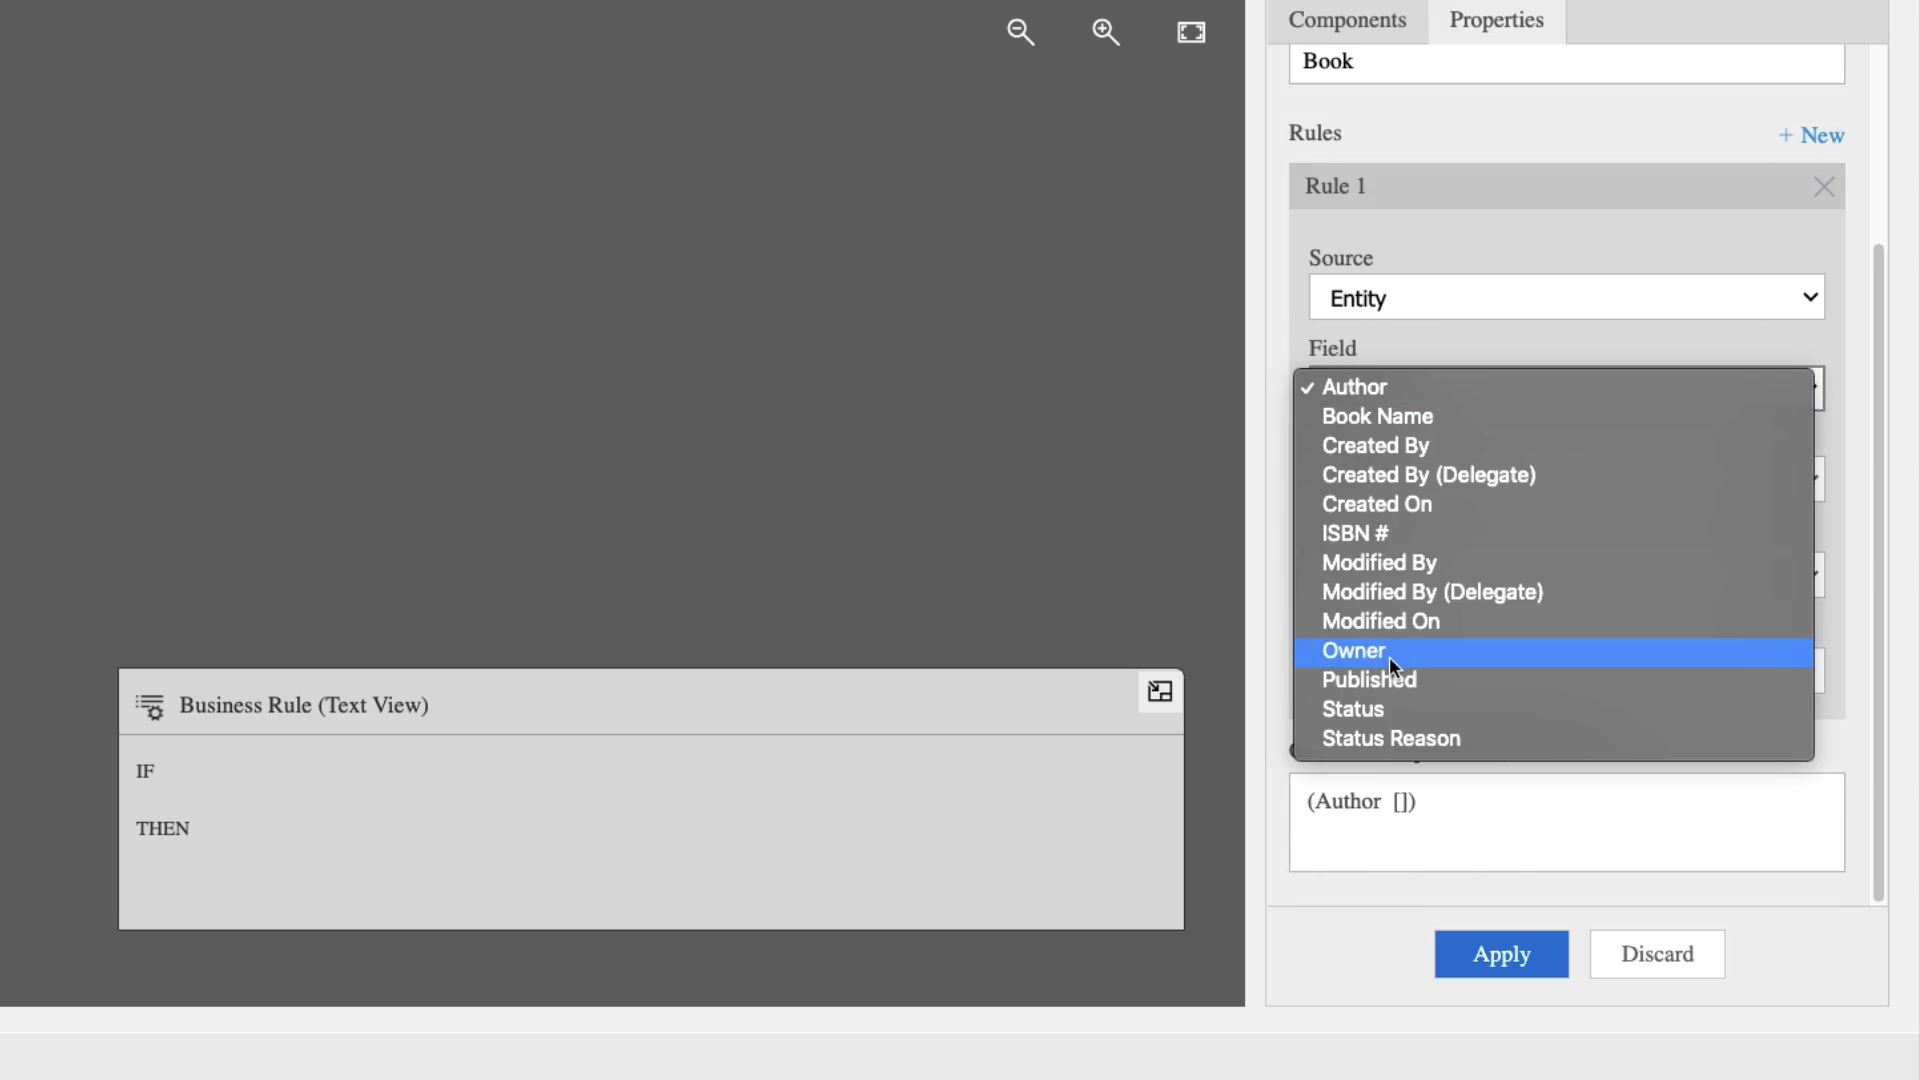 Components Properties
Book
Rules + New
Rule 1
Source
Entity
Field
Author
Book Name
Created By
Created By (Delegate)
Created On
ISBN #
Modified By
Modified By (Delegate)
Modified On
Owner
Published
Status
Status Reason
(Author [])
Apply Discard
Business Rule (Text View)
IF
THEN